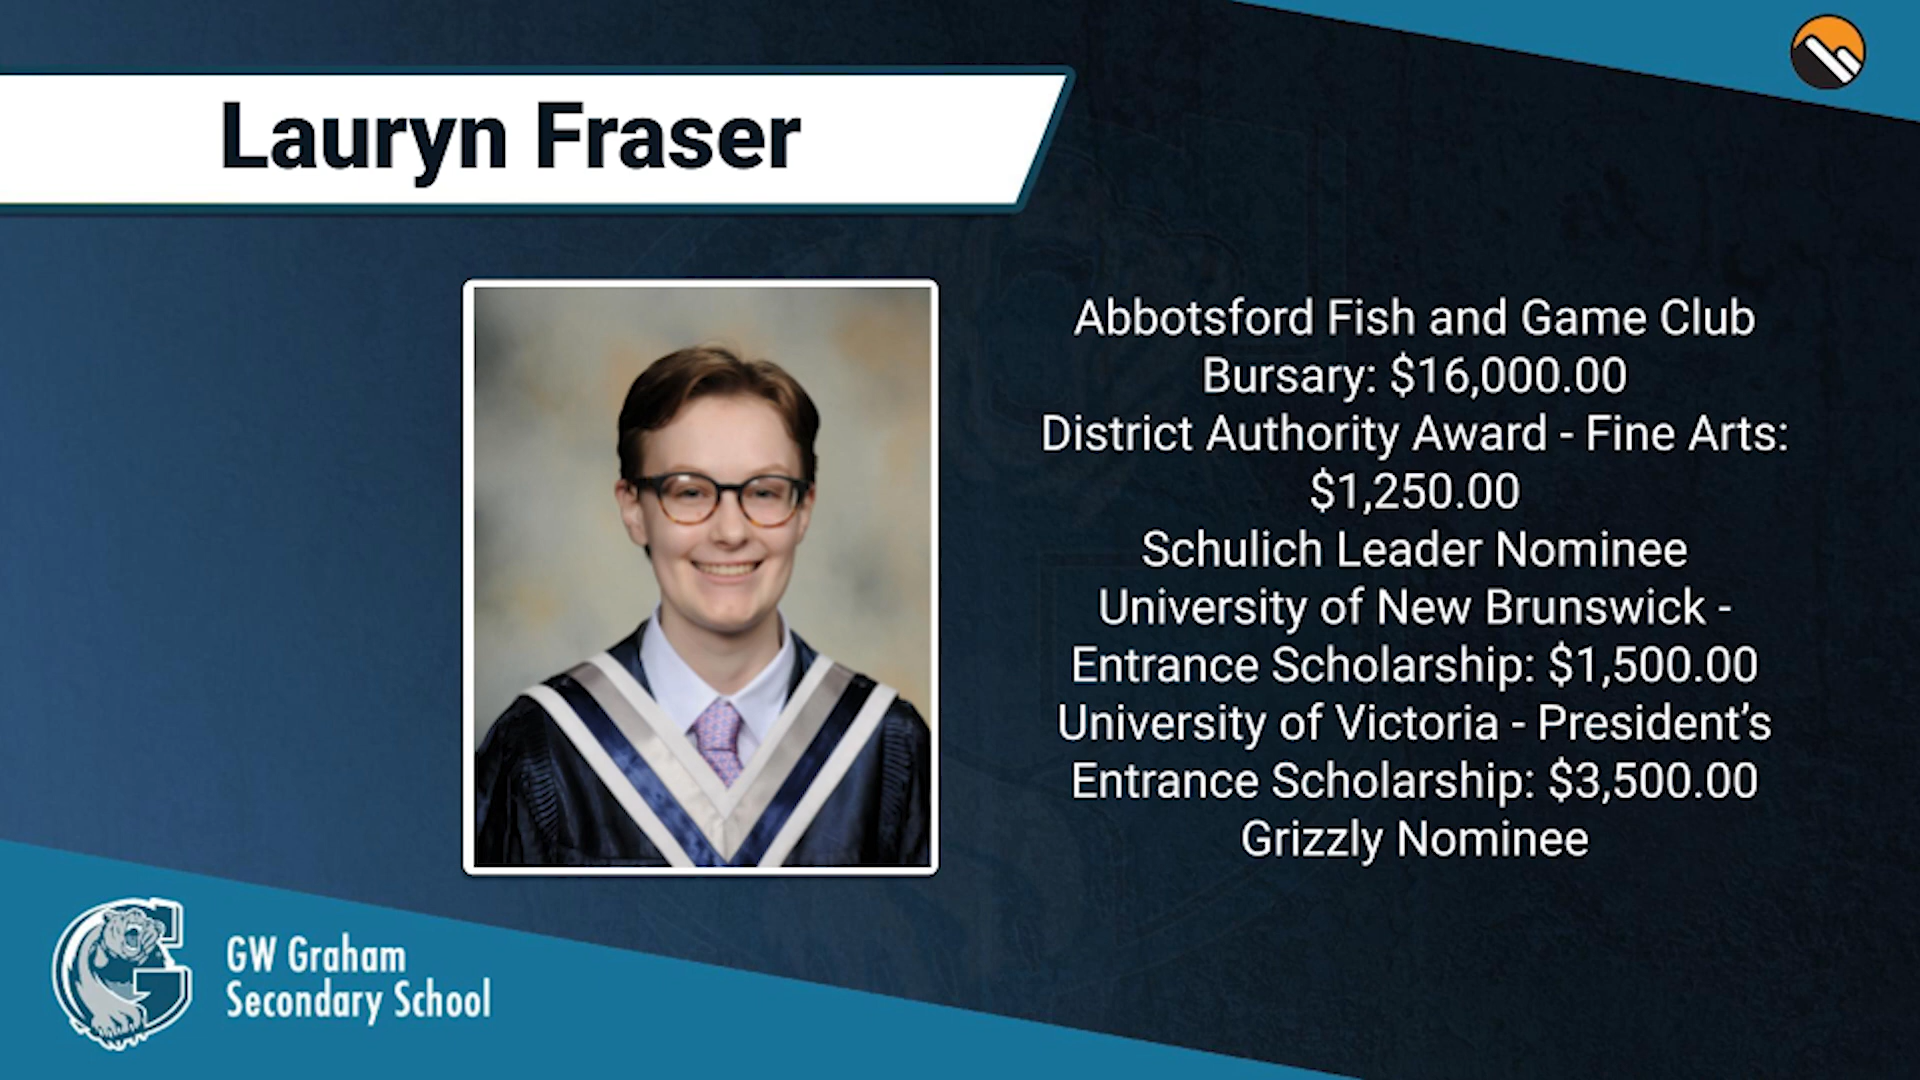 Lauryn Fraser
Abbotsford Fish and Game Club
Bursary: $16,000.00
District Authority Award - Fine Arts:
$1,250.00
Schulich Leader Nominee
University of New Brunswick -
Entrance Scholarship: $1,500.00
University of Victoria - President’s
Entrance Scholarship: $3,500.00
Grizzly Nominee
G
GW Graham
Secondary School